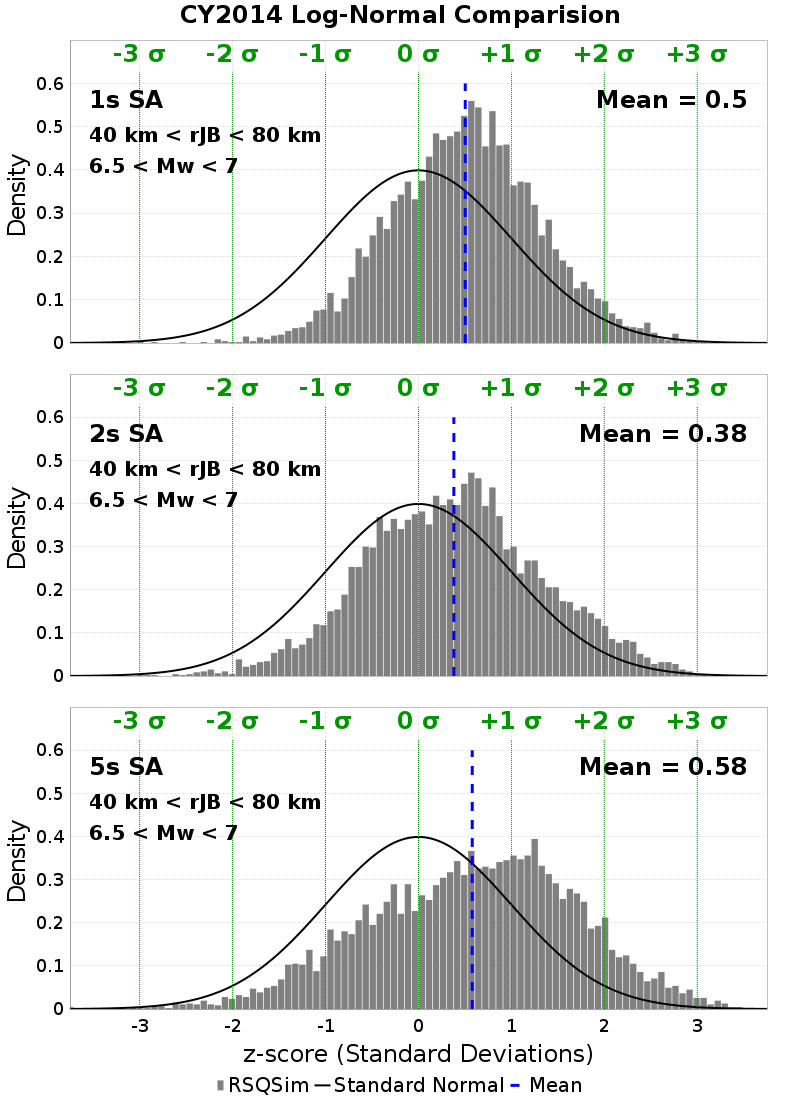 CY2014 Log-Normal Comparision
-3 σ -2 σ -1 σ 0 σ +1 σ +2 σ +3 σ
1s SA Mean = 0.5
40 km < rJB < 80 km
6.5 < Mw < 7
0.6
0.5
0.4
0.3
0.2
0.1
0
Density
-3 σ -2 σ -1 σ 0 σ +1 σ +2 σ +3 σ
2s SA Mean = 0.38
40 km < rJB < 80 km
6.5 < Mw < 7
0.6
0.5
0.4
0.3
0.2
0.1
0
Density
-3 σ -2 σ -1 σ 0 σ +1 σ +2 σ +3 σ
5s SA Mean = 0.58
40 km < rJB < 80 km
6.5 < Mw < 7
0.6
0.5
0.4
0.3
0.2
0.1
0
Density
-3 -2 -1 0 1 2 3
z-score (Standard Deviations)
RSQSim Standard Normal Mean